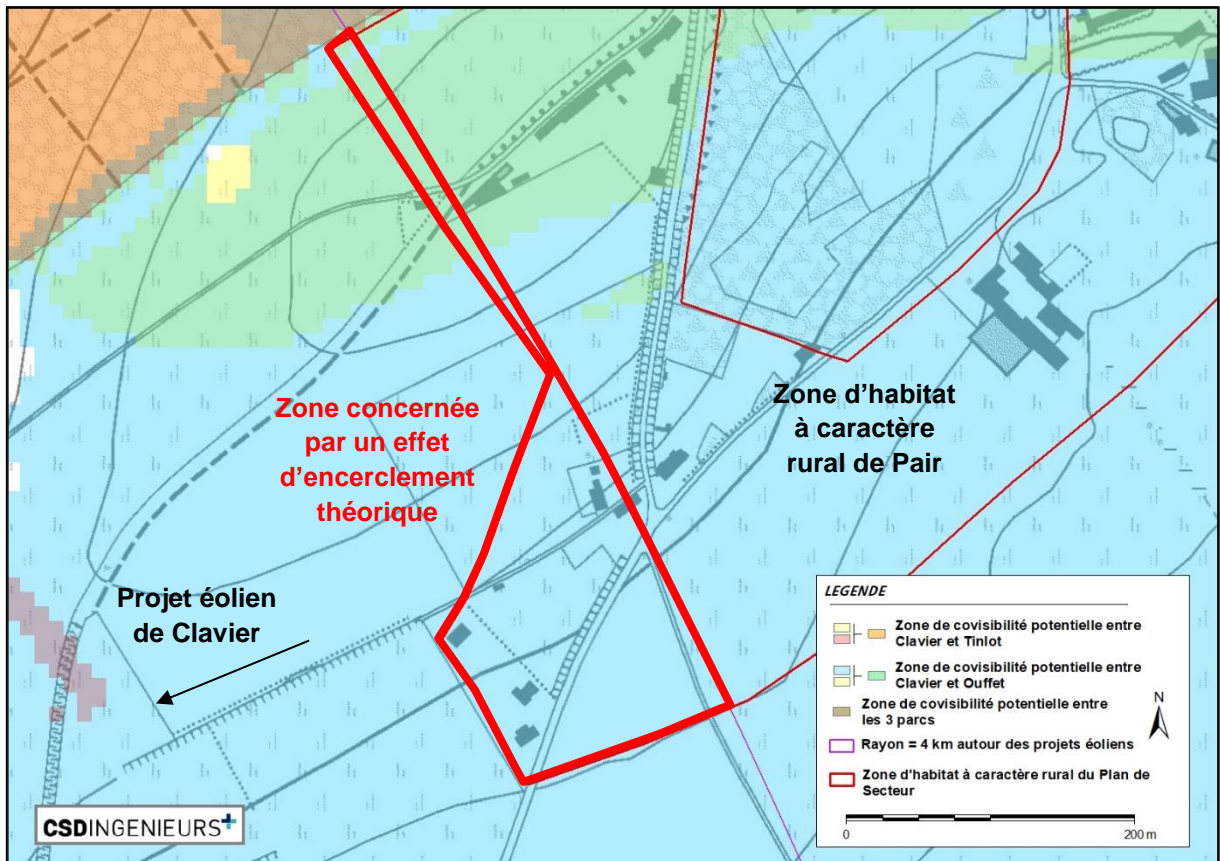 Zone concernée
par un effet
d'encerclement
théorique
Zone d'habitat
à caractère
rural de Pair
Projet éolien
de Clavier
LEGENDE
Zone de covisibilité potentielle entre
Clavier et Tinlot
Zone de covisibilité potentielle entre
Clavier et Ouffet
Zone de covisibilité potentielle entre
les 3 parcs
Rayon = 4 km autour des projets éoliens
Zone d'habitat à caractère rural du Plan de
Secteur
N
0 200 m
CSDINGENIEURS+